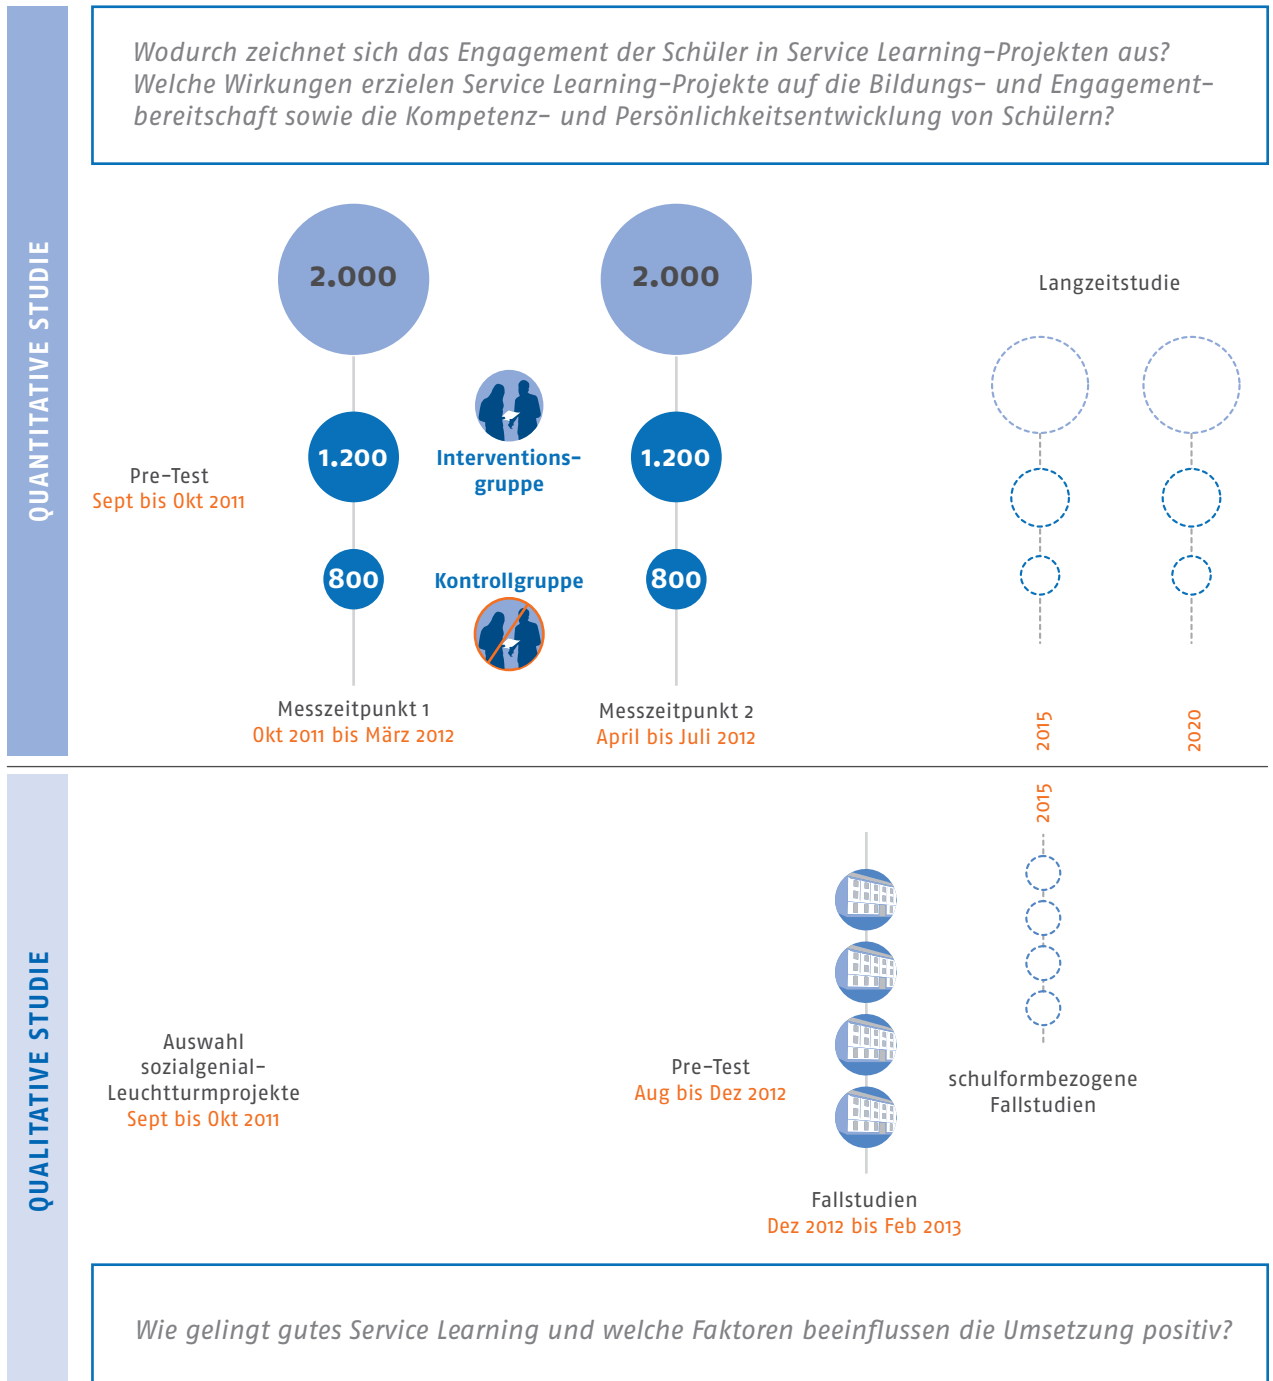 Wodurch zeichnet sich das Engagement der Schüler in Service Learning-Projekten aus?
Welche Wirkungen erzielen Service Learning-Projekte auf die Bildungs- und Engagement-
bereitschaft sowie die Kompetenz- und Persönlichkeitsentwicklung von Schülern?
QUANTITATIVE STUDIE
2.000
2.000
Langzeitstudie
1.200
Interventions-
gruppe
1.200
Pre-Test
Sept bis Okt 2011
800
Kontrollgruppe
800
Messzeitpunkt 1
Okt 2011 bis März 2012
Messzeitpunkt 2
April bis Juli 2012
2015
2020
QUALITATIVE STUDIE
2015
Auswahl
sozialgenial-
Leuchtturmprojekte
Sept bis Okt 2011
Pre-Test
Aug bis Dez 2012
schulformbezogene
Fallstudien
Fallstudien
Dez 2012 bis Feb 2013
Wie gelingt gutes Service Learning und welche Faktoren beeinflussen die Umsetzung positiv?